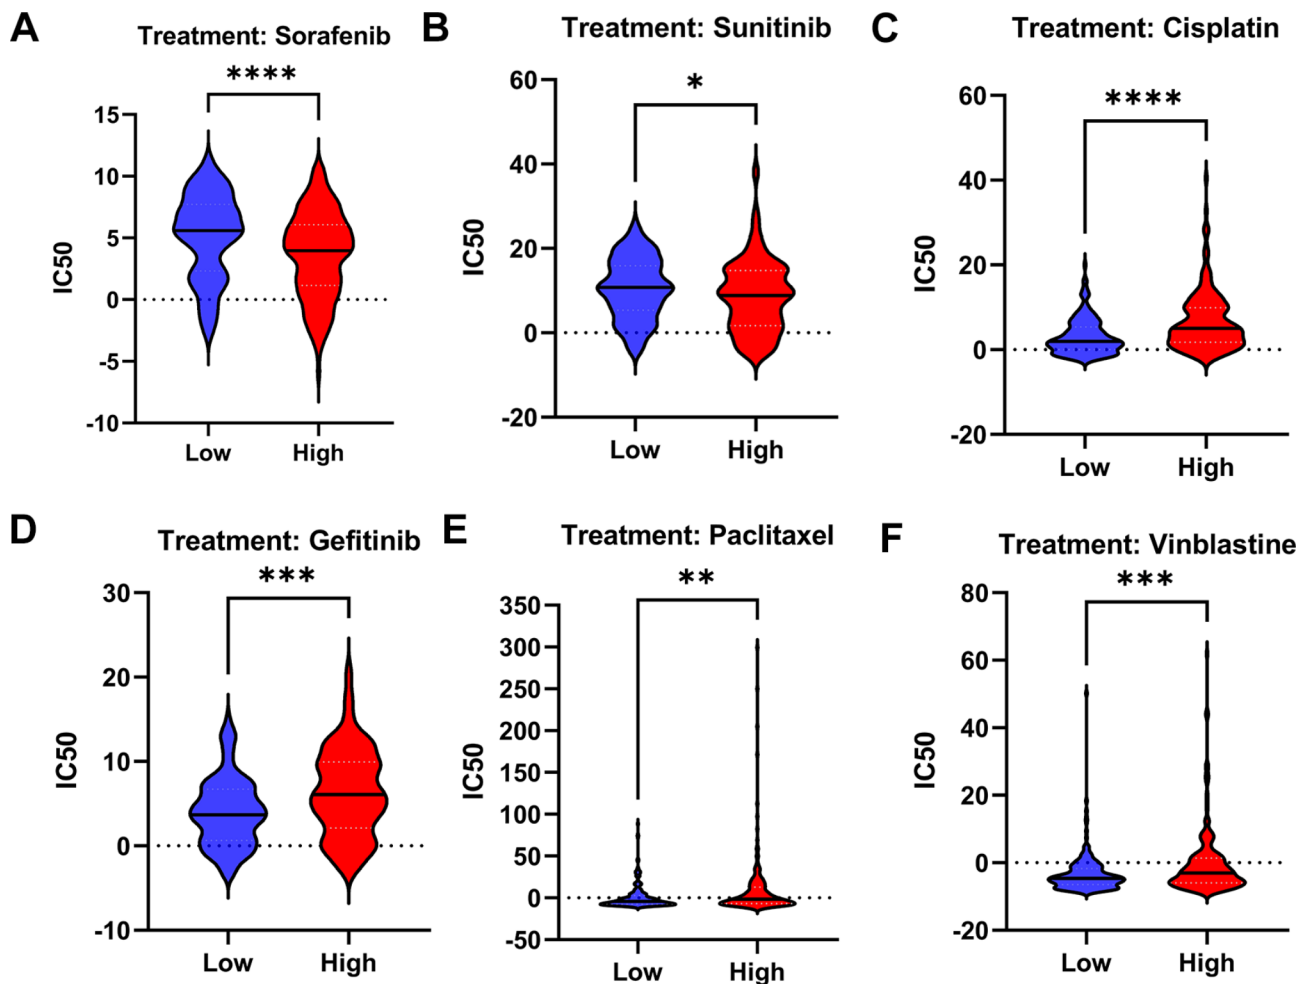 A
Treatment: Sorafenib
****
15
10
5
0
-5
-10
IC50
Low
High
B
Treatment: Sunitinib
*
60
40
20
0
-20
IC50
Low
High
C
Treatment: Cisplatin
****
60
40
20
0
-20
IC50
Low
High
D
Treatment: Gefitinib
***
30
20
10
0
-10
IC50
Low
High
E
Treatment: Paclitaxel
**
350
300
250
200
150
100
50
0
-50
IC50
Low
High
F
Treatment: Vinblastine
***
80
60
40
20
0
-20
IC50
Low
High